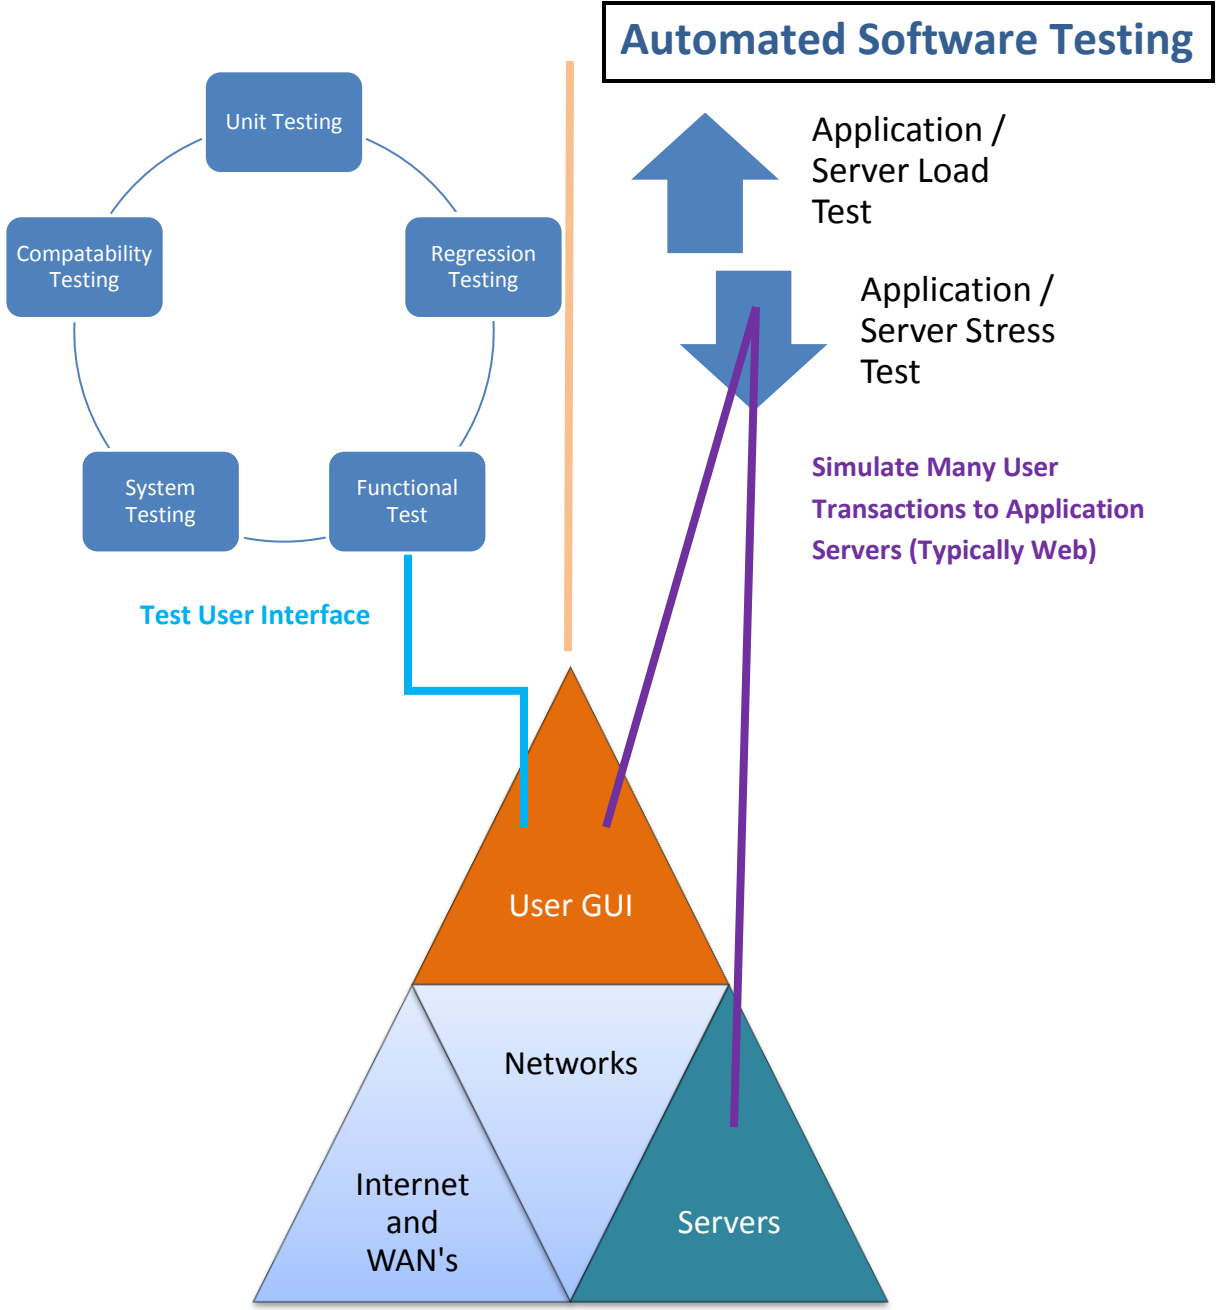 Automated Software Testing
Unit Testing
Compatability
Testing
Regression
Testing
System
Testing
Functional
Test
Test User Interface
Application /
Server Load
Test
Application /
Server Stress
Test
Simulate Many User
Transactions to Application
Servers (Typically Web)
User GUI
Networks
Internet
and
WAN's
Servers